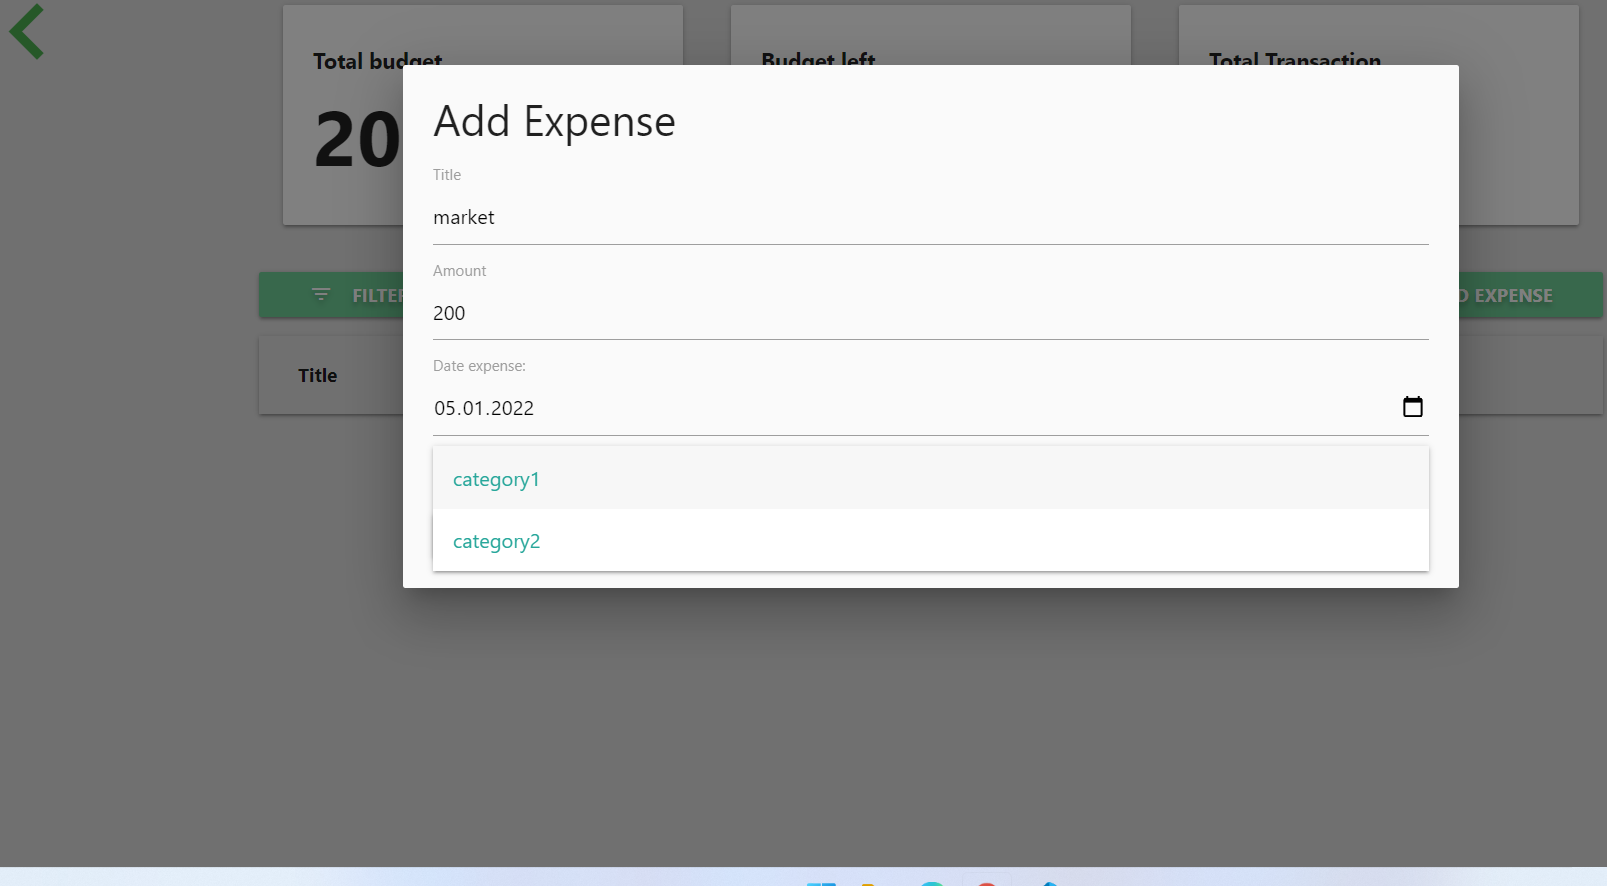 Total budget
Budget left
Total Transaction
20
Add Expense
Title
market
Amount
200
Date expense:
05.01.2022
category1
category2
EXPENSE
Title